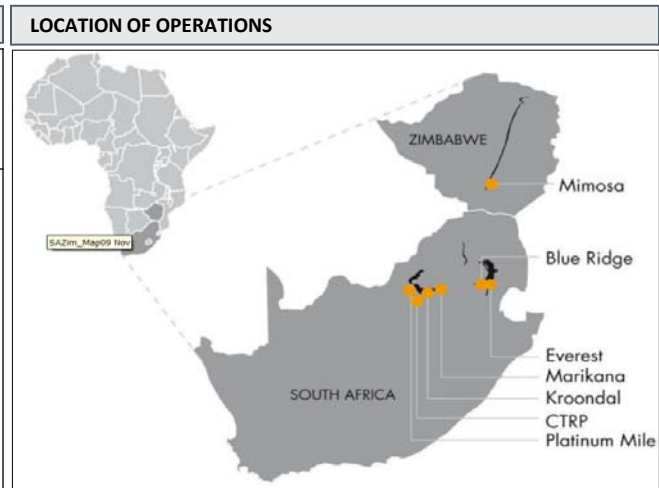 LOCATION OF OPERATIONS
ZIMBABWE
Mimosa
SAZim_Map09 Nov
Blue Ridge
Everest
Marikana
SOUTH AFRICA
Kroondal
CTRP
Platinum Mile